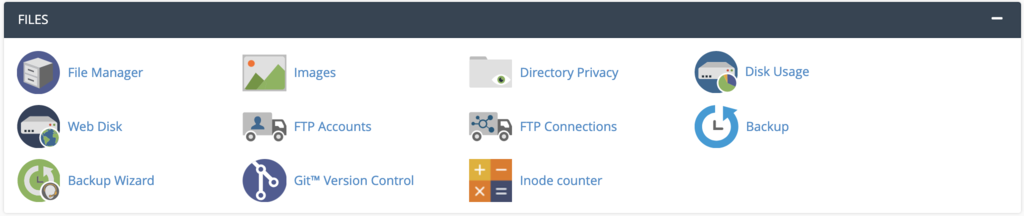 FILES
File Manager
Images
Directory Privacy
Disk Usage
Web Disk
FTP Accounts
FTP Connections
Backup
Backup Wizard
Git™ Version Control
Inode counter